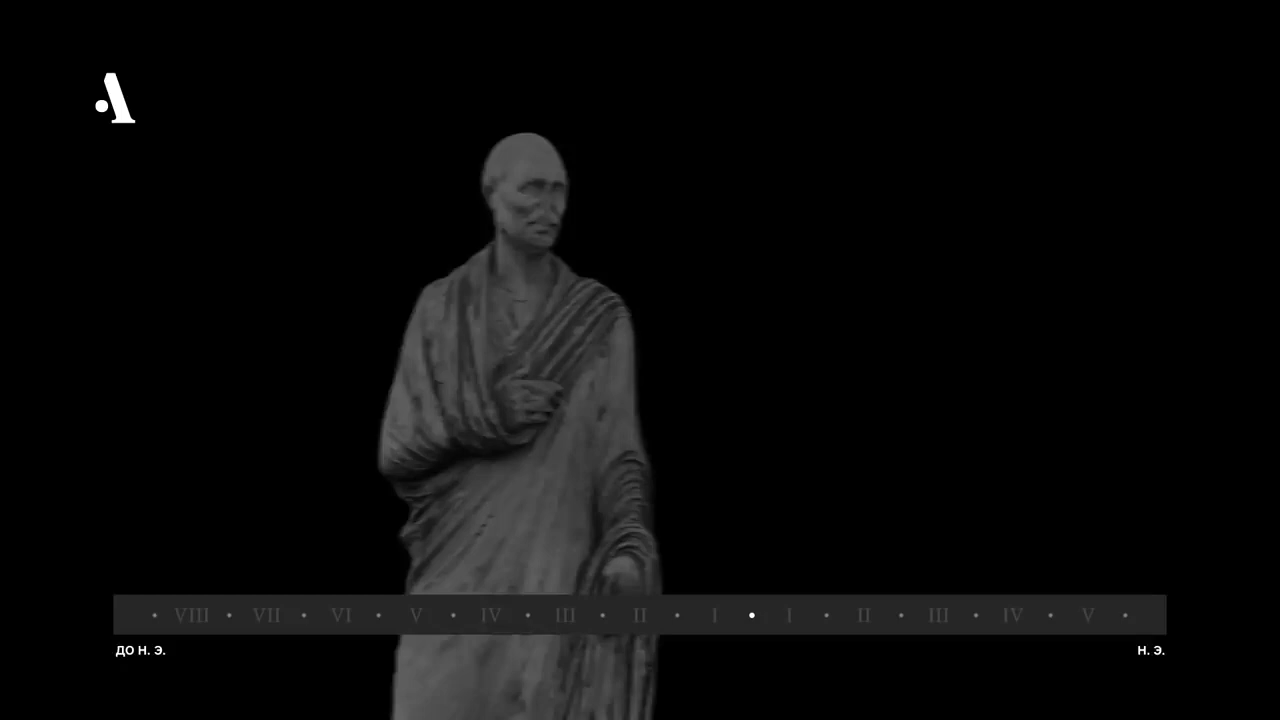 A
VIII VII VI V IV III II I I II III IV V
ДО Н. Э. Н. Э.